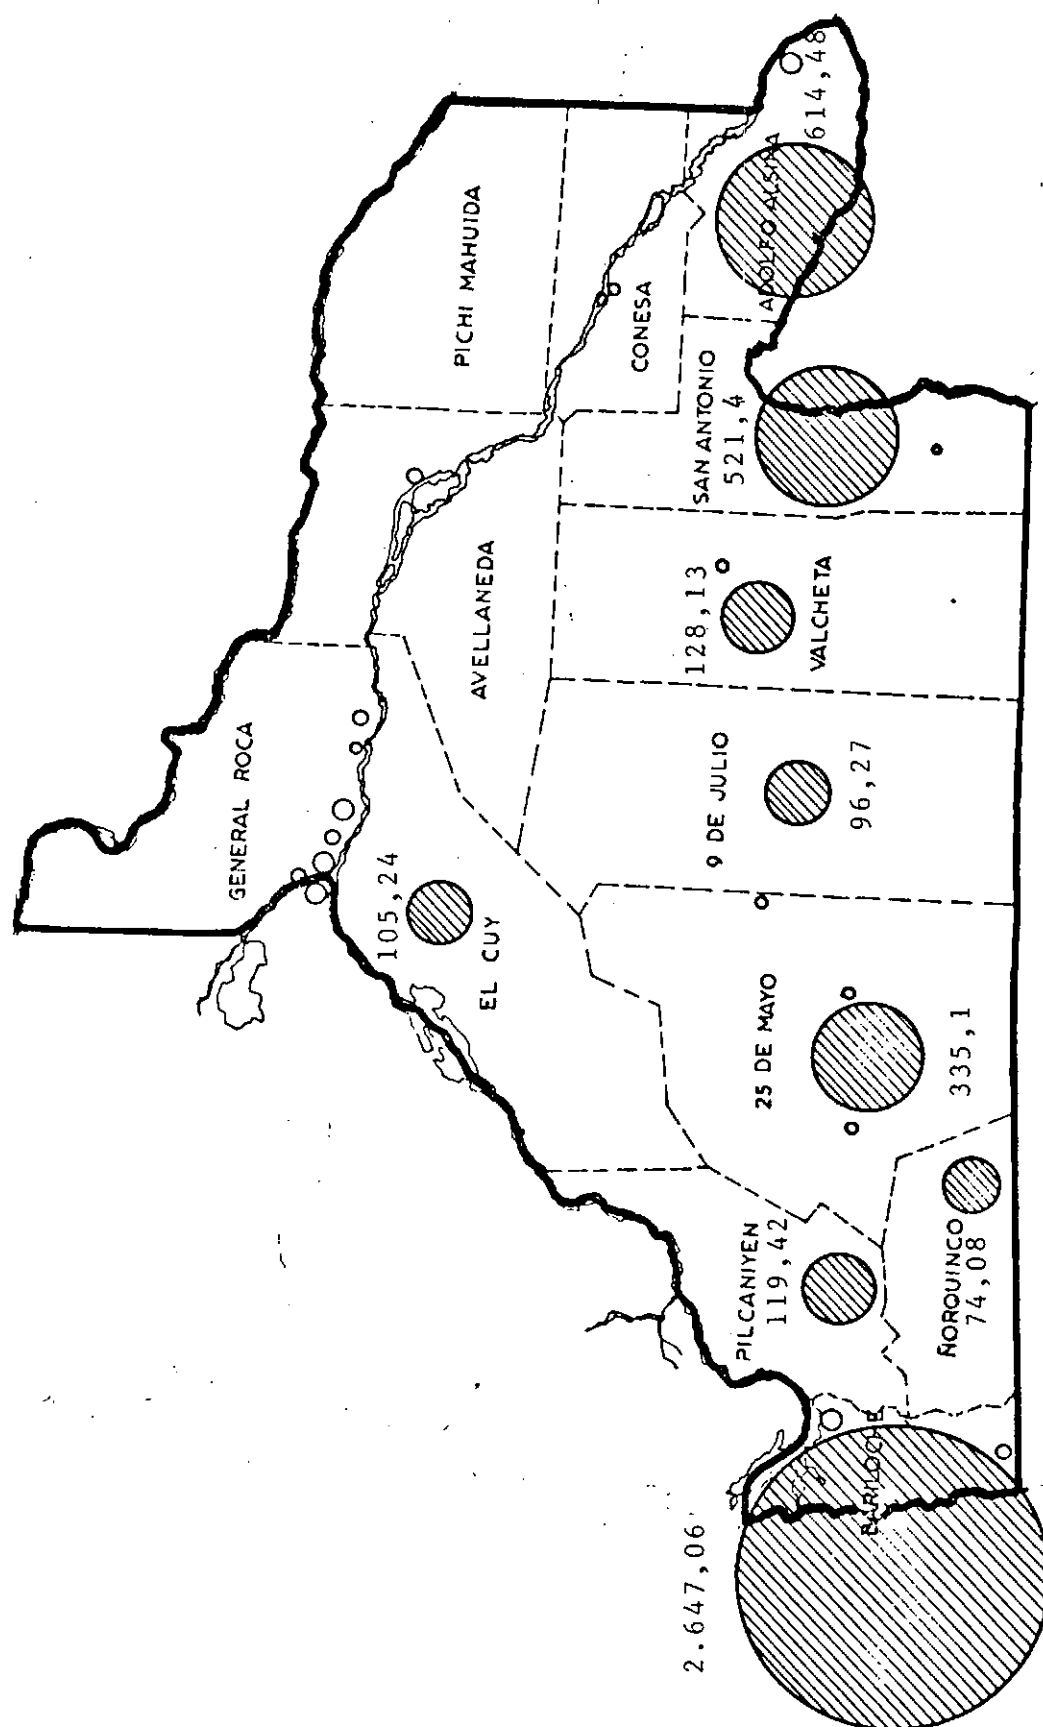 GENERAL ROCA
PICHI MAHUIDA
AVELLANEDA
CONESA
ADOLFO ALSINA
614,48
SAN ANTONIO
521,4
128,13
VALCHETA
9 DE JULIO
96,27
105,24
EL CUY
25 DE MAYO
335,1
PILCANIYEN
119,42
ÑORQUINCO
74,08
BARILOCHE
2.647,06